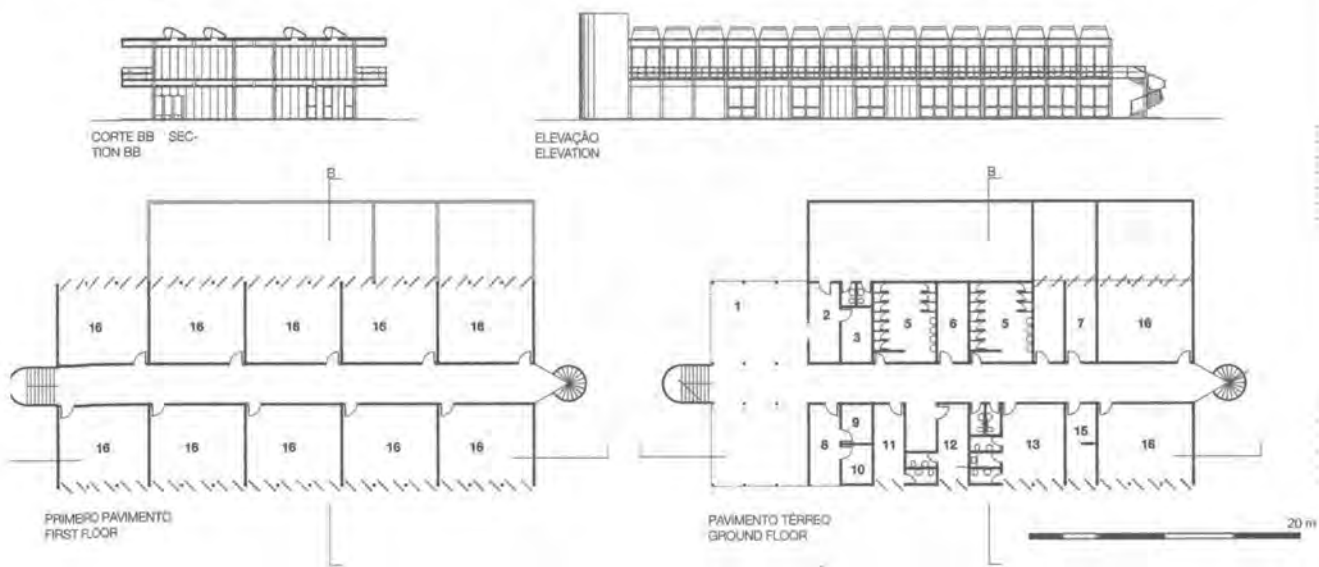 CORTE BB SEC-
TION BB
ELEVAÇÃO
ELEVATION
B
B
16 16 16 16 16
16 16 16 16 16
PRIMERO PAVIMENTO
FIRST FLOOR
1 2 3 5 6 5 7 16
8 9 10 11 12 13 15 16
PAVIMENTO TÉRREO
GROUND FLOOR
20 m